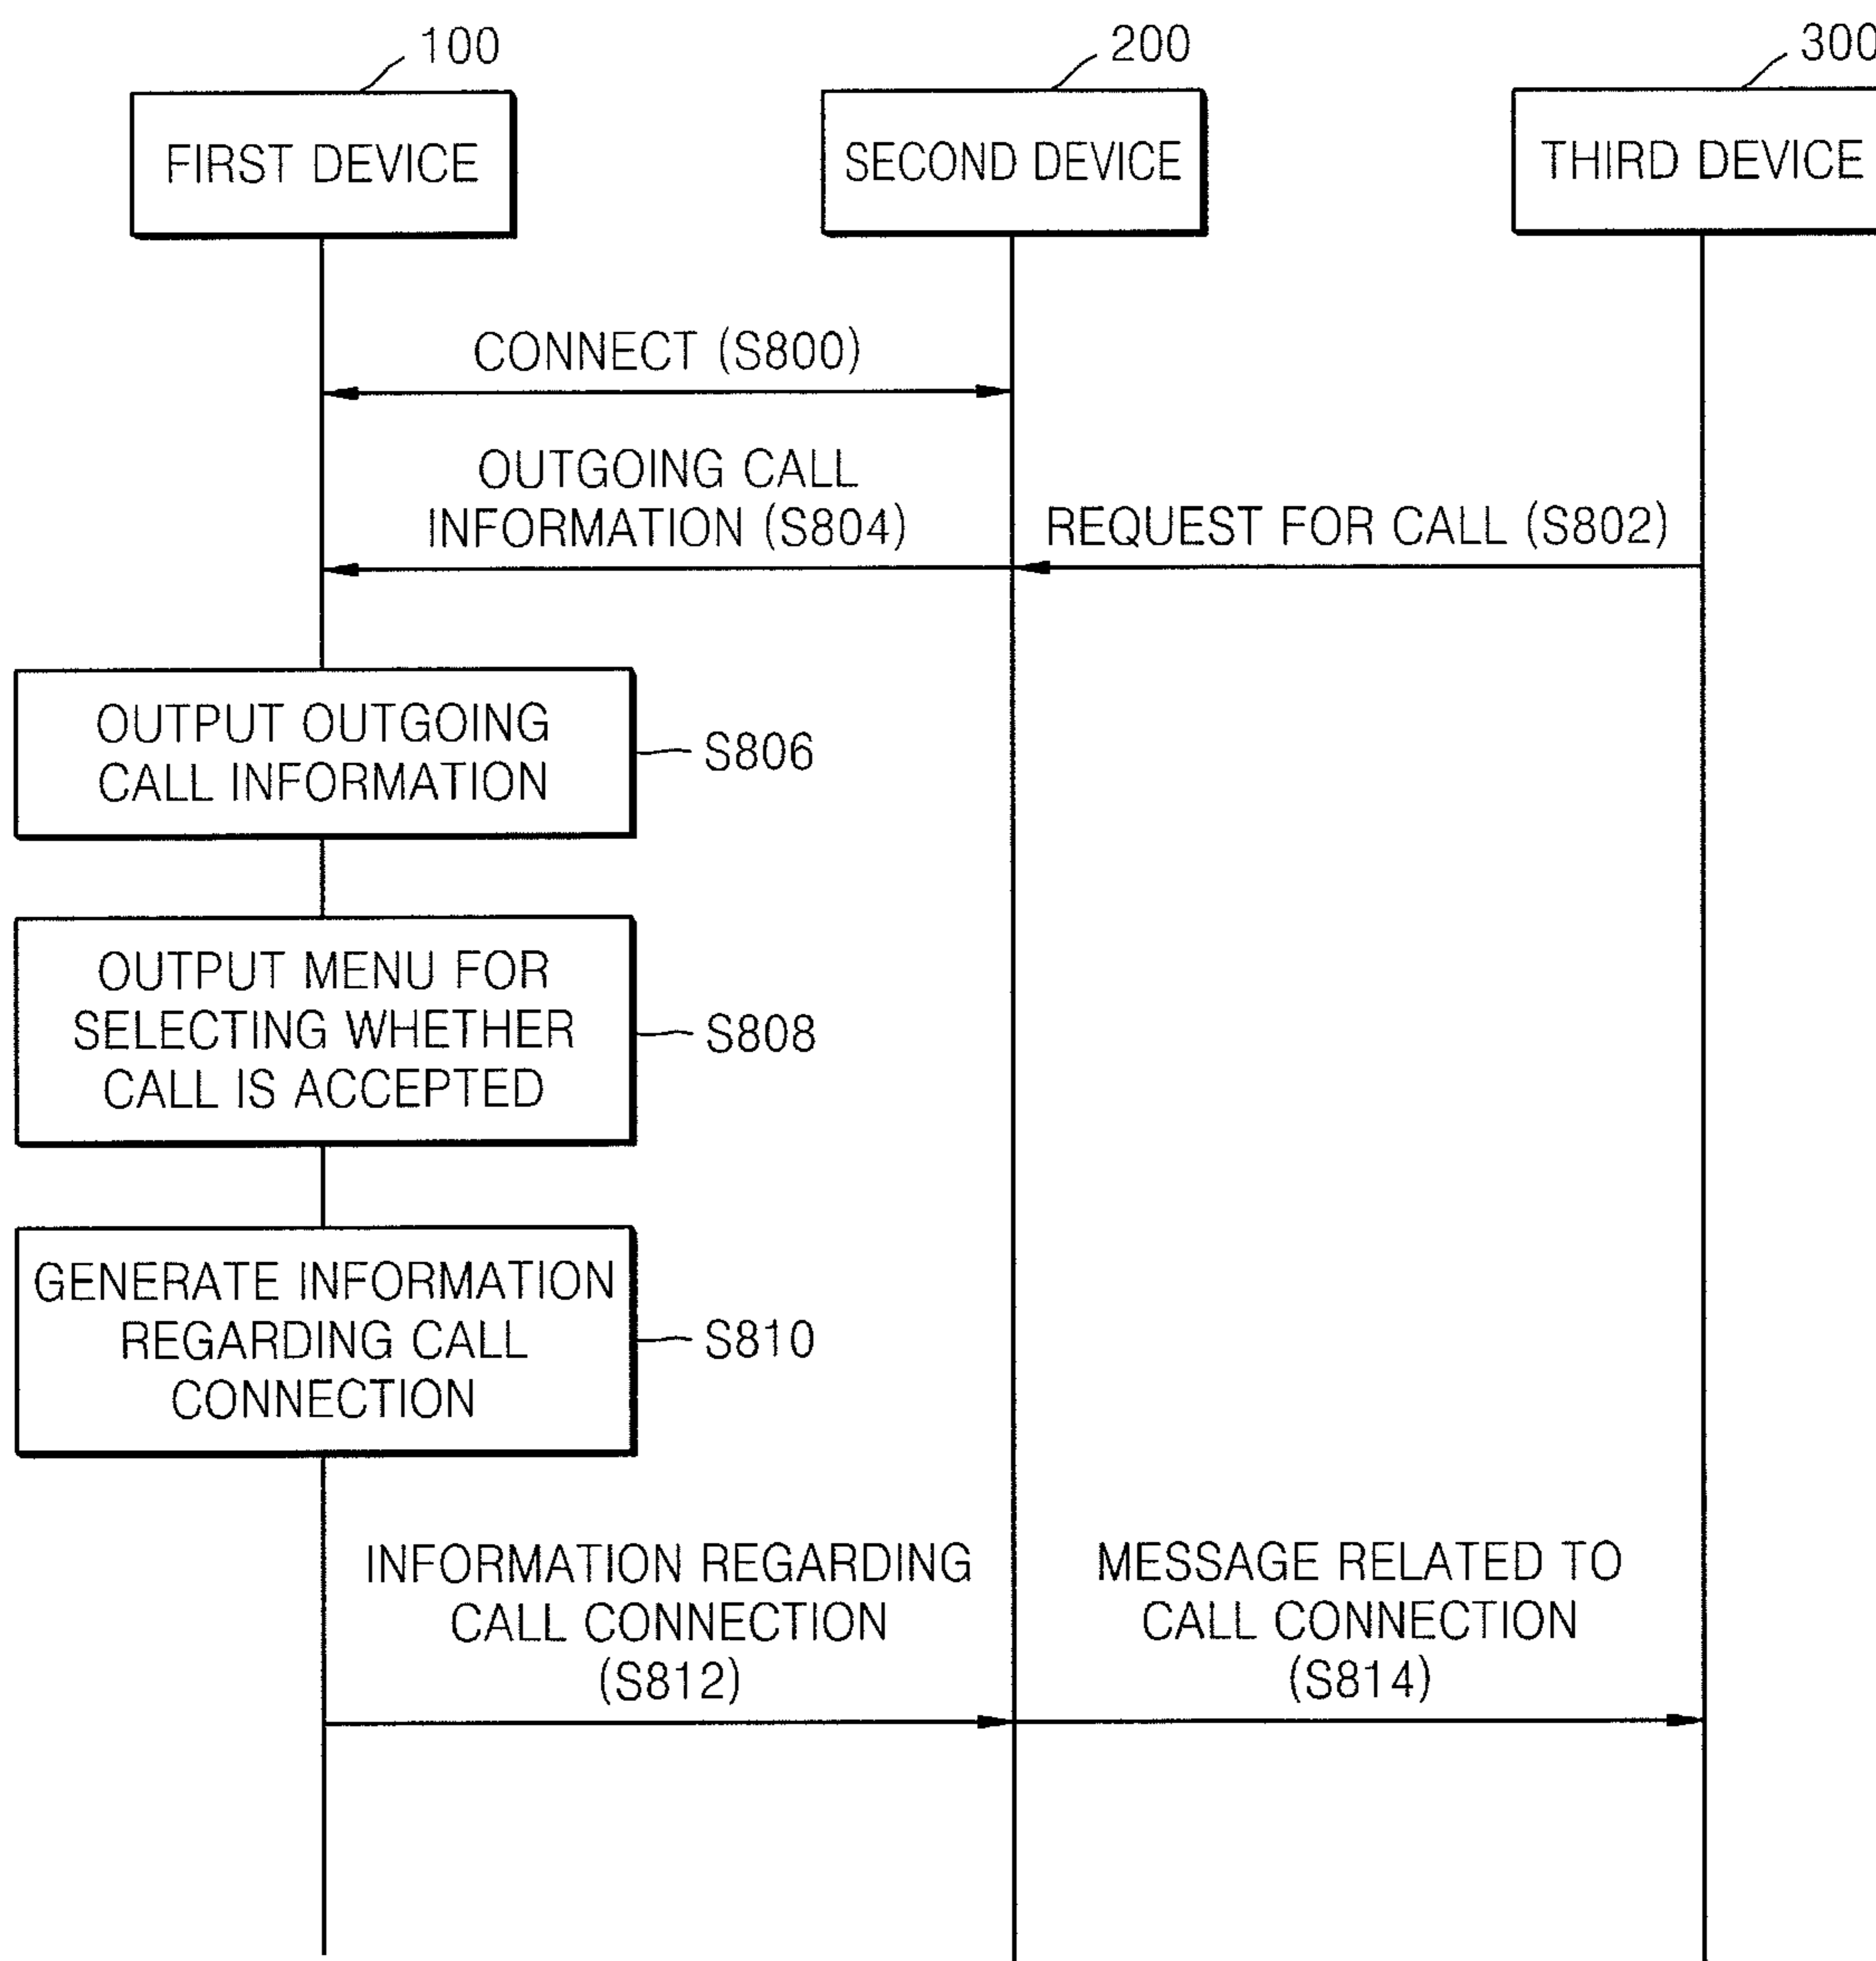 100
200
300
FIRST DEVICE
SECOND DEVICE
THIRD DEVICE
CONNECT (S800)
OUTGOING CALL
INFORMATION (S804)
REQUEST FOR CALL (S802)
OUTPUT OUTGOING
CALL INFORMATION
S806
OUTPUT MENU FOR
SELECTING WHETHER
CALL IS ACCEPTED
S808
GENERATE INFORMATION
REGARDING CALL
CONNECTION
S810
INFORMATION REGARDING
CALL CONNECTION
(S812)
MESSAGE RELATED TO
CALL CONNECTION
(S814)